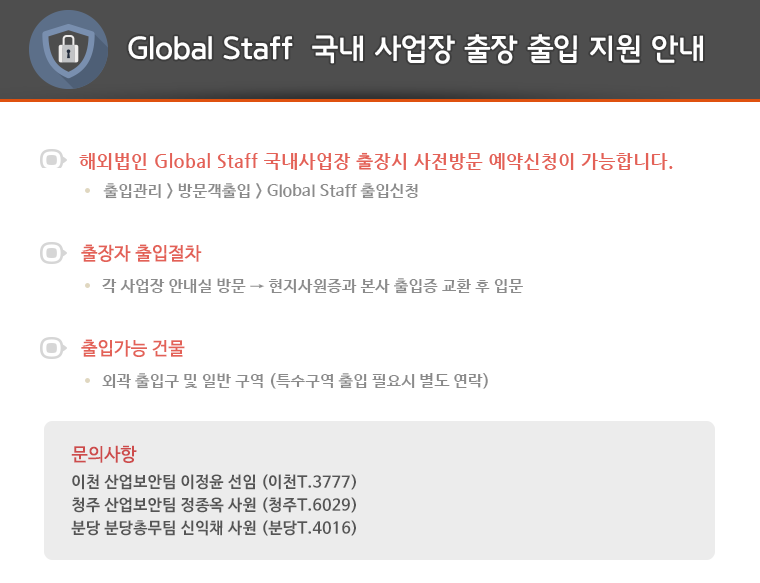 Global Staff 국내 사업장 출장 출입 지원 안내
해외법인 Global Staff 국내사업장 출장시 사전방문 예약신청이 가능합니다.
• 출입관리 > 방문객출입 > Global Staff 출입신청
출장자 출입절차
• 각 사업장 안내실 방문 → 현지사원증과 본사 출입증 교환 후 입문
출입가능 건물
• 외곽 출입구 및 일반 구역 (특수구역 출입 필요시 별도 연락)
문의사항
이천 산업보안팀 이정윤 선임 (이천T.3777)
청주 산업보안팀 정종옥 사원 (청주T.6029)
분당 분당총무팀 신익채 사원 (분당T.4016)